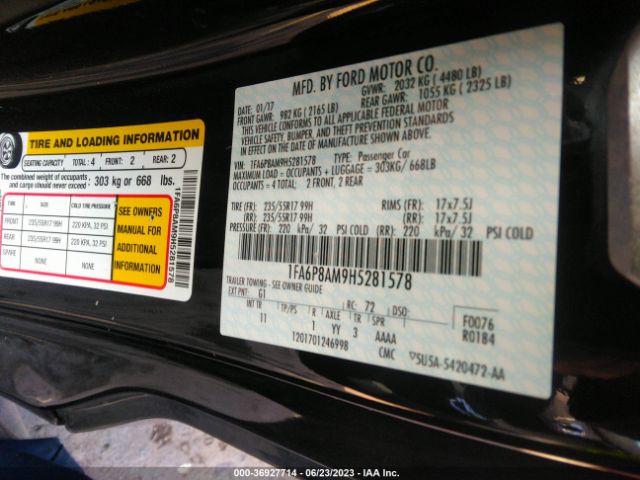 TIRE AND LOADING INFORMATION
SEATING CAPACITY TOTAL : 4 FRONT : 2 REAR : 2
The combined weight of occupants and cargo should never exceed : 303 kg or 668 lbs.
TIRE SIZE COLD TIRE PRESSURE
FRONT 235/55R17 99H 220 KPA, 32 PSI
REAR 235/55R17 99H 220 KPA, 32 PSI
SPARE NONE NONE
SEE OWNERS
MANUAL FOR
ADDITIONAL
INFORMATION
1FA6P8AM9H5281578
MFD. BY FORD MOTOR CO.
DATE: 01/17 GVWR: 2032 KG ( 4480 LB)
FRONT GAWR: 982 KG ( 2165 LB) REAR GAWR: 1055 KG ( 2325 LB)
THIS VEHICLE CONFORMS TO ALL APPLICABLE FEDERAL MOTOR
VEHICLE SAFETY, BUMPER, AND THEFT PREVENTION STANDARDS
IN EFFECT ON THE DATE OF MANUFACTURE SHOWN ABOVE.
VIN: 1FA6P8AM9H5281578 TYPE: Passenger Car
MAXIMUM LOAD = OCCUPANTS + LUGGAGE = 303KG/ 668LB
OCCUPANTS = 4 TOTAL: 2 FRONT, 2 REAR
TIRE (FR): 235/55R17 99H RIMS (FR): 17x7.5J
(RR): 235/55R17 99H (RR): 17x7.5J
PRESSURE (FR): 220 kPa/ 32 PSI COLD (RR): 220 kPa/ 32 PSI COLD
1FA6P8AM9H5281578
TRAILER TOWING - SEE OWNER GUIDE
EXT PNT: G1 RC: 72 DSO:
INT TR TP/PS R AXLE TR SPR
11 1 YY 3 AAAA
F0076
R0184
1201701246998 CMC 5U5A-5420472-AA
000-36927714 - 06/23/2023 - IAA Inc.